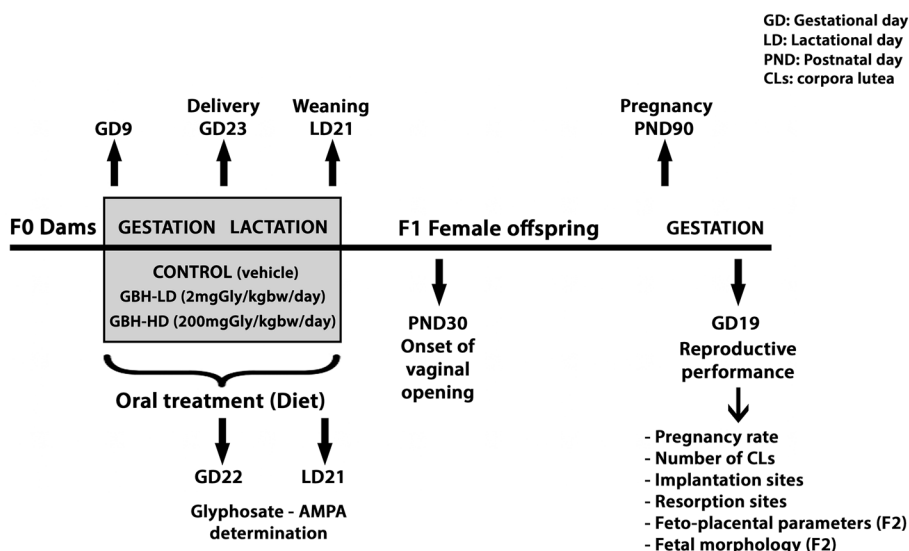 GD: Gestational day
LD: Lactational day
PND: Postnatal day
CLs: corpora lutea
Delivery
GD23
Weaning
LD21
GD9
Pregnancy
PND90
F0 Dams
GESTATION LACTATION
F1 Female offspring
GESTATION
CONTROL (vehicle)
GBH-LD (2mgGly/kgbw/day)
GBH-HD (200mgGly/kgbw/day)
PND30
Onset of
vaginal
opening
GD19
Reproductive
performance
Oral treatment (Diet)
GD22
LD21
Glyphosate - AMPA
determination
- Pregnancy rate
- Number of CLs
- Implantation sites
- Resorption sites
- Feto-placental parameters (F2)
- Fetal morphology (F2)